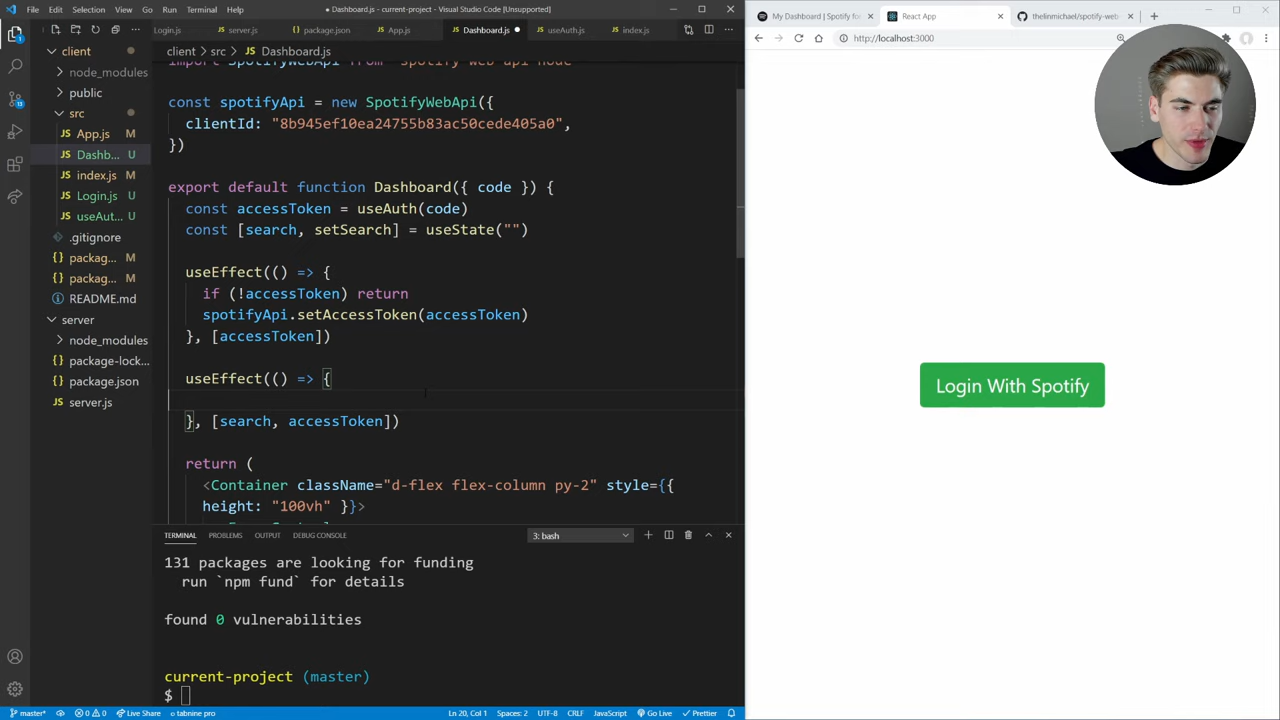 File Edit Selection View Go Run Terminal Help
• Dashboard.js - current-project - Visual Studio Code [Unsupported]
My Dashboard | Spotify for
React App
thelinmichael/spotify-web-
Login.js server.js package.json App.js Dashboard.js useAuth.js index.js
http://localhost:3000
client > src > JS Dashboard.js
client
node_modules
public
src
App.js M
Dashb... U
index.js M
Login.js U
useAut... U
.gitignore
packag... M
packag... M
README.md
server
node_modules
package-lock...
package.json
server.js
const spotifyApi = new SpotifyWebApi({
clientId: "8b945ef10ea24755b83ac50cede405a0",
})
export default function Dashboard({ code }) {
const accessToken = useAuth(code)
const [search, setSearch] = useState("")
useEffect(() => {
if (!accessToken) return
spotifyApi.setAccessToken(accessToken)
}, [accessToken])
useEffect(() => {
}, [search, accessToken])
return (
<Container className="d-flex flex-column py-2" style={{
height: "100vh" }}>
Login With Spotify
TERMINAL PROBLEMS OUTPUT DEBUG CONSOLE
3: bash
131 packages are looking for funding
run `npm fund` for details
found 0 vulnerabilities
current-project (master)
$
master* 0 0 Live Share tabnine pro
Ln 20, Col 1 Spaces: 2 UTF-8 CRLF JavaScript Go Live Prettier